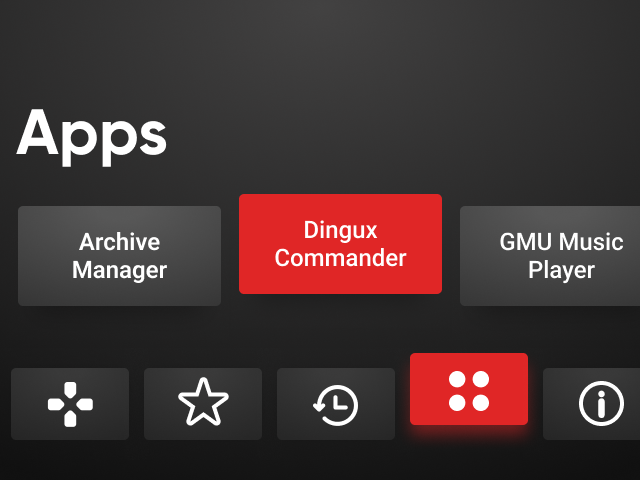 Apps
Archive
Manager
Dingux
Commander
GMU Music
Player